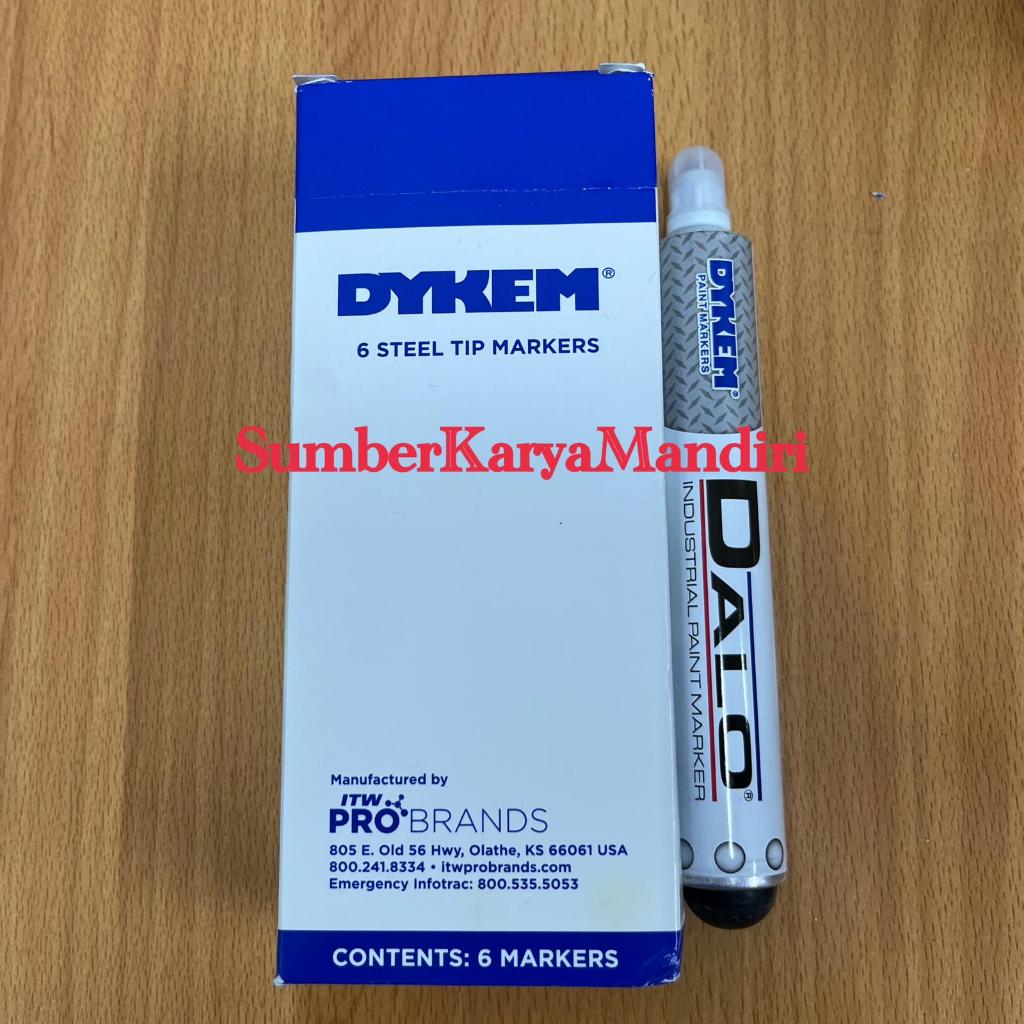 DYKEM®
6 STEEL TIP MARKERS
SumberKaryaMandiri
Manufactured by
ITW
PRO BRANDS
805 E. Old 56 Hwy, Olathe, KS 66061 USA
800.241.8334 • itwprobrands.com
Emergency Infotrac: 800.535.5053
CONTENTS: 6 MARKERS
DYKEM®
PAINT MARKERS
DALO®
INDUSTRIAL PAINT MARKER